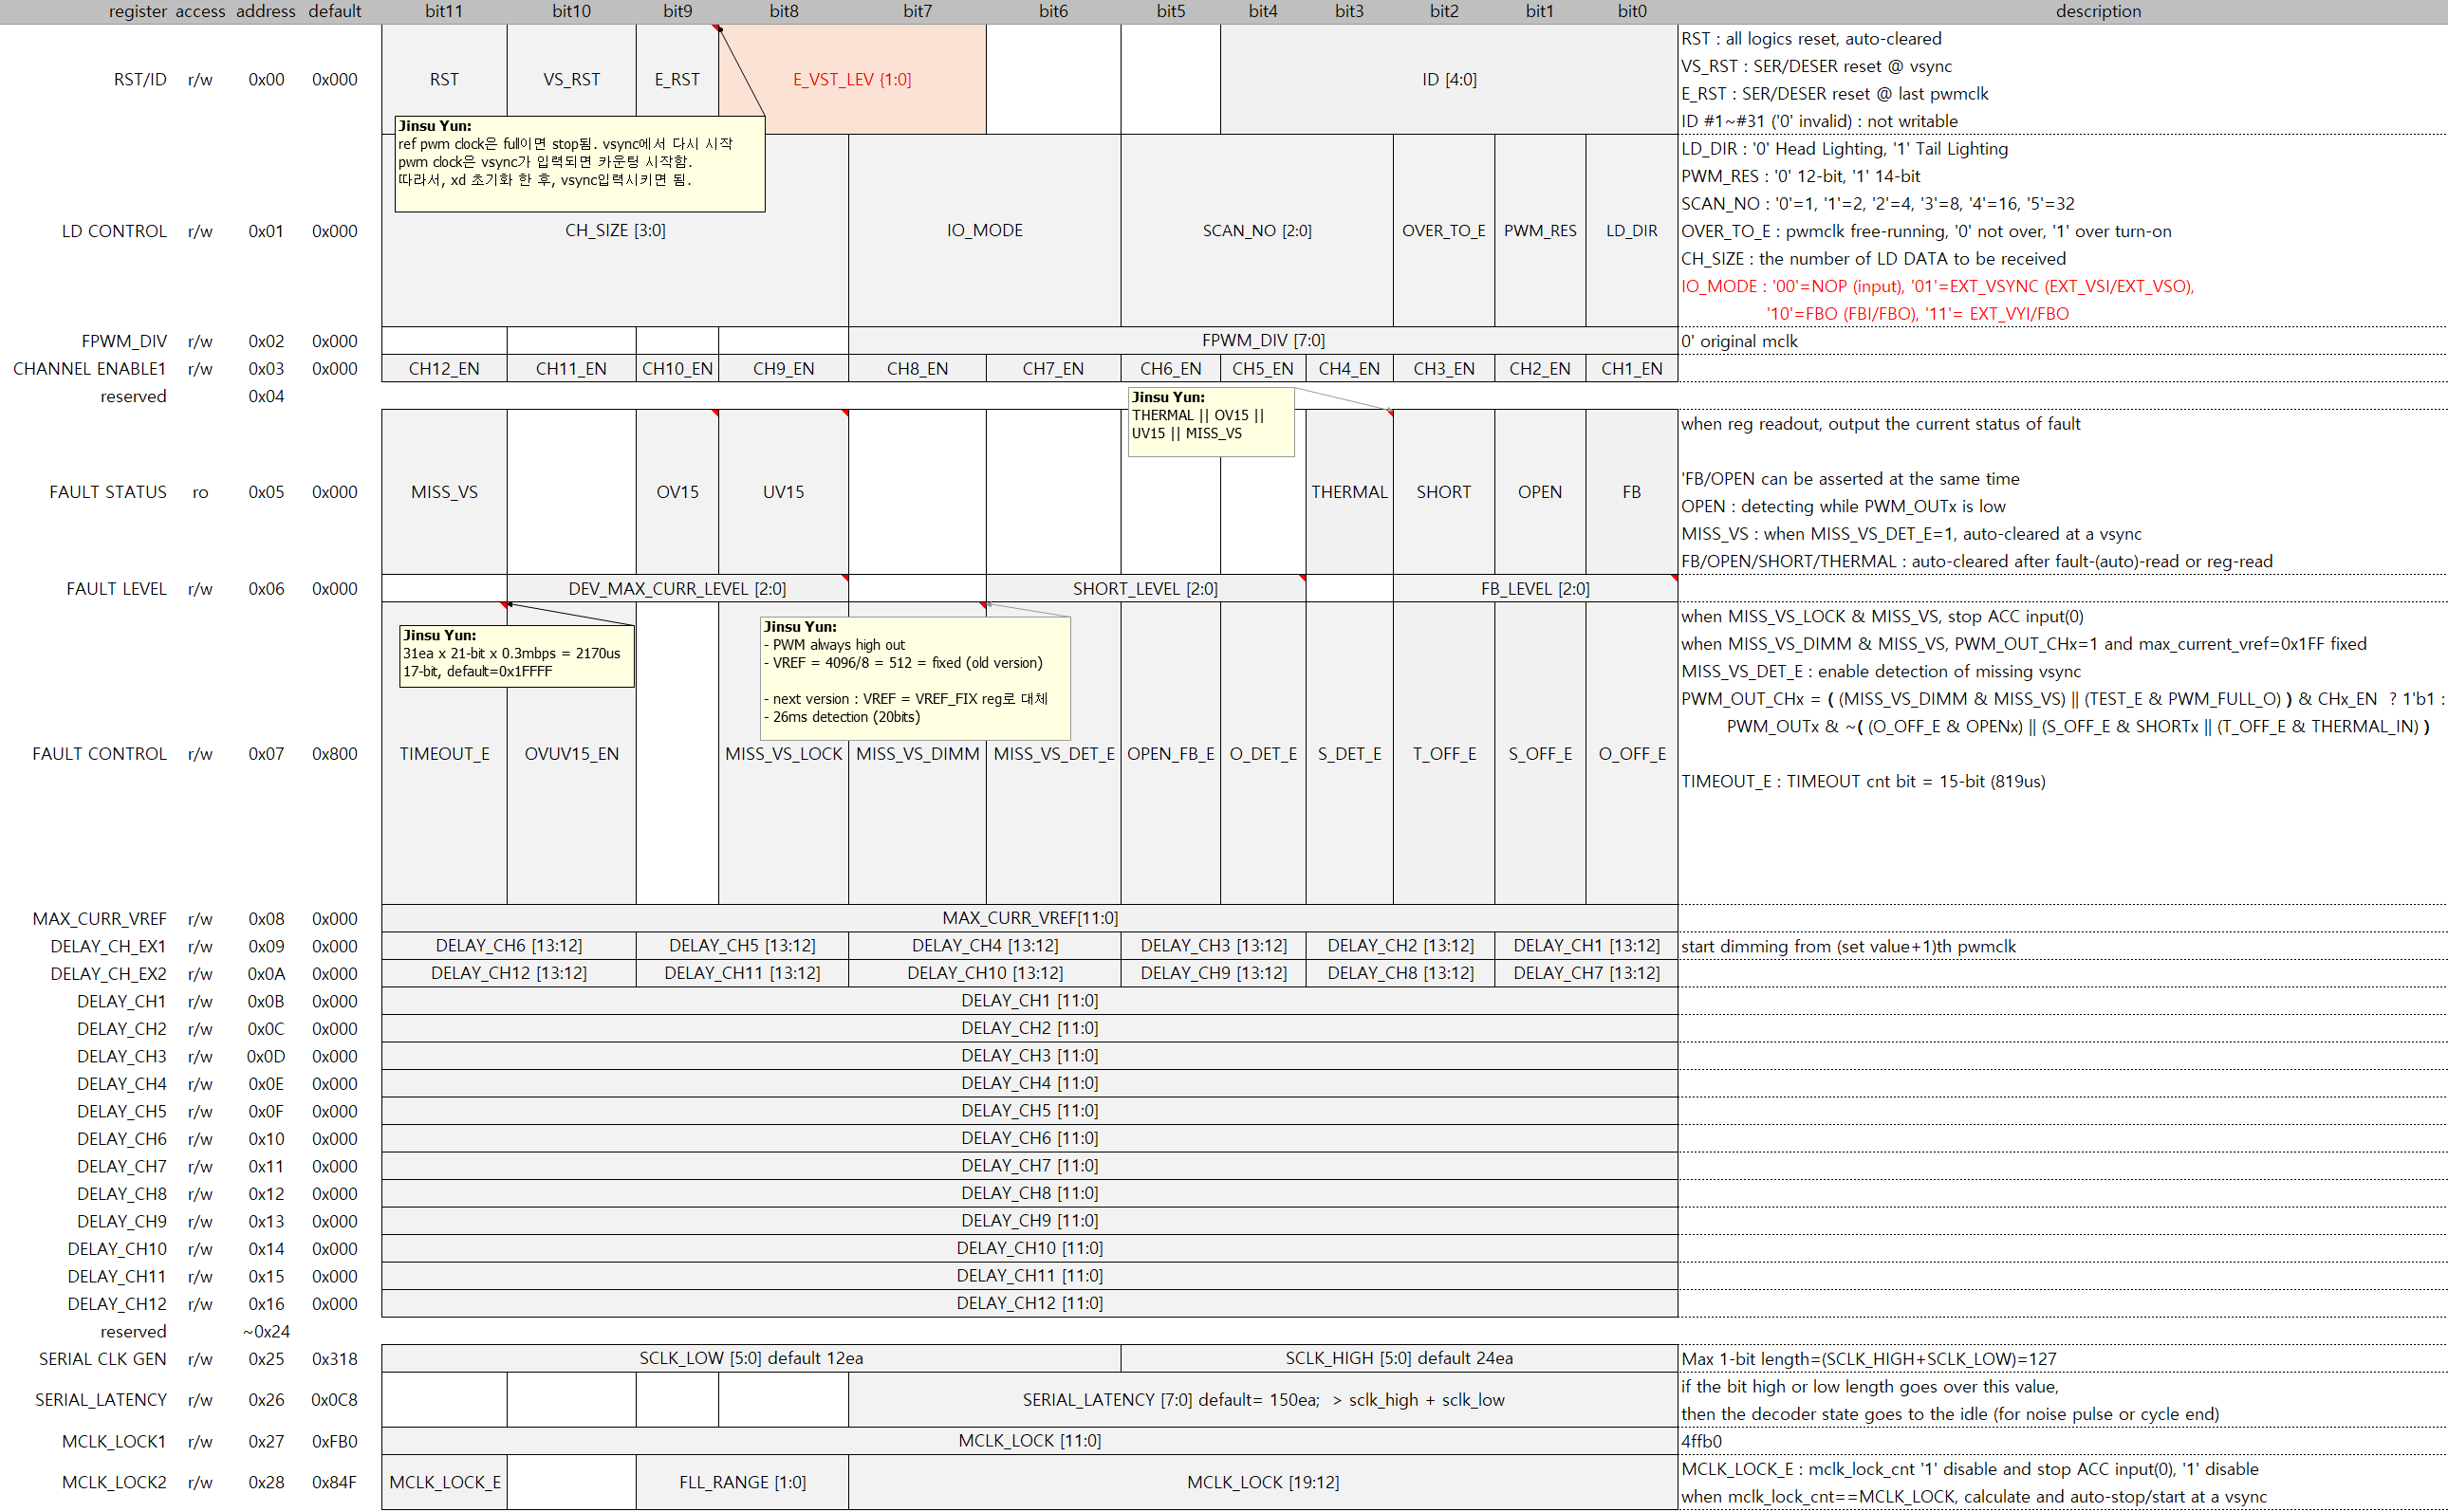 register access address default bit11 bit10 bit9 bit8 bit7 bit6 bit5 bit4 bit3 bit2 bit1 bit0 description
RST/ID r/w 0x00 0x000 RST VS_RST E_RST E_VST_LEV {1:0] ID [4:0]
RST : all logics reset, auto-cleared
VS_RST : SER/DESER reset @ vsync
E_RST : SER/DESER reset @ last pwmclk
ID #1~#31 ('0' invalid) : not writable
Jinsu Yun:
ref pwm clock은 full이면 stop됨. vsync에서 다시 시작
pwm clock은 vsync가 입력되면 카운팅 시작함.
따라서, xd 초기화 한 후, vsync입력시키면 됨.
LD CONTROL r/w 0x01 0x000 CH_SIZE [3:0] IO_MODE SCAN_NO [2:0] OVER_TO_E PWM_RES LD_DIR
LD_DIR : '0' Head Lighting, '1' Tail Lighting
PWM_RES : '0' 12-bit, '1' 14-bit
SCAN_NO : '0'=1, '1'=2, '2'=4, '3'=8, '4'=16, '5'=32
OVER_TO_E : pwmclk free-running, '0' not over, '1' over turn-on
CH_SIZE : the number of LD DATA to be received
IO_MODE : '00'=NOP (input), '01'=EXT_VSYNC (EXT_VSI/EXT_VSO),
'10'=FBO (FBI/FBO), '11'= EXT_VYI/FBO
FPWM_DIV r/w 0x02 0x000 FPWM_DIV [7:0] 0' original mclk
CHANNEL ENABLE1 r/w 0x03 0x000 CH12_EN CH11_EN CH10_EN CH9_EN CH8_EN CH7_EN CH6_EN CH5_EN CH4_EN CH3_EN CH2_EN CH1_EN
reserved 0x04
Jinsu Yun:
THERMAL || OV15 ||
UV15 || MISS_VS
FAULT STATUS ro 0x05 0x000 MISS_VS OV15 UV15 THERMAL SHORT OPEN FB
when reg readout, output the current status of fault
'FB/OPEN can be asserted at the same time
OPEN : detecting while PWM_OUTx is low
MISS_VS : when MISS_VS_DET_E=1, auto-cleared at a vsync
FB/OPEN/SHORT/THERMAL : auto-cleared after fault-(auto)-read or reg-read
FAULT LEVEL r/w 0x06 0x000 DEV_MAX_CURR_LEVEL [2:0] SHORT_LEVEL [2:0] FB_LEVEL [2:0]
Jinsu Yun:
31ea x 21-bit x 0.3mbps = 2170us
17-bit, default=0x1FFFF
Jinsu Yun:
- PWM always high out
- VREF = 4096/8 = 512 = fixed (old version)
- next version : VREF = VREF_FIX reg로 대체
- 26ms detection (20bits)
FAULT CONTROL r/w 0x07 0x800 TIMEOUT_E OVUV15_EN MISS_VS_LOCK MISS_VS_DIMM MISS_VS_DET_E OPEN_FB_E O_DET_E S_DET_E T_OFF_E S_OFF_E O_OFF_E
when MISS_VS_LOCK & MISS_VS, stop ACC input(0)
when MISS_VS_DIMM & MISS_VS, PWM_OUT_CHx=1 and max_current_vref=0x1FF fixed
MISS_VS_DET_E : enable detection of missing vsync
PWM_OUT_CHx = ( (MISS_VS_DIMM & MISS_VS) || (TEST_E & PWM_FULL_O) ) & CHx_EN ? 1'b1 :
PWM_OUTx & ~( (O_OFF_E & OPENx) || (S_OFF_E & SHORTx || (T_OFF_E & THERMAL_IN) )
TIMEOUT_E : TIMEOUT cnt bit = 15-bit (819us)
MAX_CURR_VREF r/w 0x08 0x000 MAX_CURR_VREF[11:0]
DELAY_CH_EX1 r/w 0x09 0x000 DELAY_CH6 [13:12] DELAY_CH5 [13:12] DELAY_CH4 [13:12] DELAY_CH3 [13:12] DELAY_CH2 [13:12] DELAY_CH1 [13:12] start dimming from (set value+1)th pwmclk
DELAY_CH_EX2 r/w 0x0A 0x000 DELAY_CH12 [13:12] DELAY_CH11 [13:12] DELAY_CH10 [13:12] DELAY_CH9 [13:12] DELAY_CH8 [13:12] DELAY_CH7 [13:12]
DELAY_CH1 r/w 0x0B 0x000 DELAY_CH1 [11:0]
DELAY_CH2 r/w 0x0C 0x000 DELAY_CH2 [11:0]
DELAY_CH3 r/w 0x0D 0x000 DELAY_CH3 [11:0]
DELAY_CH4 r/w 0x0E 0x000 DELAY_CH4 [11:0]
DELAY_CH5 r/w 0x0F 0x000 DELAY_CH5 [11:0]
DELAY_CH6 r/w 0x10 0x000 DELAY_CH6 [11:0]
DELAY_CH7 r/w 0x11 0x000 DELAY_CH7 [11:0]
DELAY_CH8 r/w 0x12 0x000 DELAY_CH8 [11:0]
DELAY_CH9 r/w 0x13 0x000 DELAY_CH9 [11:0]
DELAY_CH10 r/w 0x14 0x000 DELAY_CH10 [11:0]
DELAY_CH11 r/w 0x15 0x000 DELAY_CH11 [11:0]
DELAY_CH12 r/w 0x16 0x000 DELAY_CH12 [11:0]
reserved ~0x24
SERIAL CLK GEN r/w 0x25 0x318 SCLK_LOW [5:0] default 12ea SCLK_HIGH [5:0] default 24ea Max 1-bit length=(SCLK_HIGH+SCLK_LOW)=127
SERIAL_LATENCY r/w 0x26 0x0C8 SERIAL_LATENCY [7:0] default= 150ea; > sclk_high + sclk_low
if the bit high or low length goes over this value,
then the decoder state goes to the idle (for noise pulse or cycle end)
MCLK_LOCK1 r/w 0x27 0xFB0 MCLK_LOCK [11:0] 4ffb0
MCLK_LOCK2 r/w 0x28 0x84F MCLK_LOCK_E FLL_RANGE [1:0] MCLK_LOCK [19:12]
MCLK_LOCK_E : mclk_lock_cnt '1' disable and stop ACC input(0), '1' disable
when mclk_lock_cnt==MCLK_LOCK, calculate and auto-stop/start at a vsync